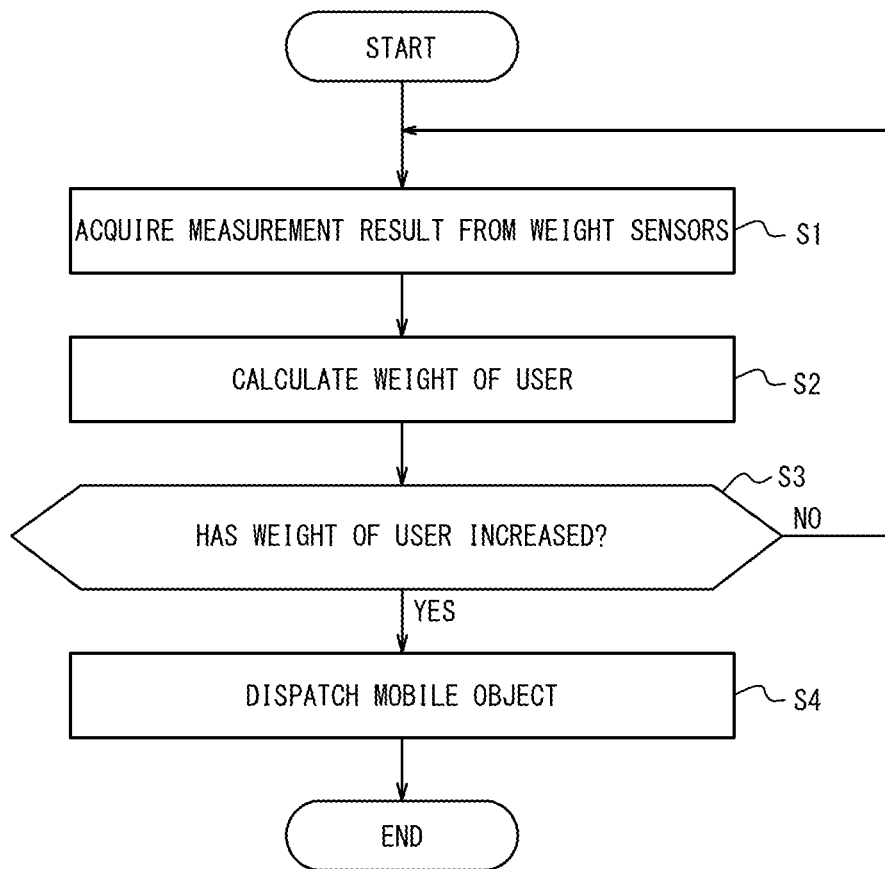 START
ACQUIRE MEASUREMENT RESULT FROM WEIGHT SENSORS
S1
CALCULATE WEIGHT OF USER
S2
S3
HAS WEIGHT OF USER INCREASED?
NO
YES
DISPATCH MOBILE OBJECT
S4
END